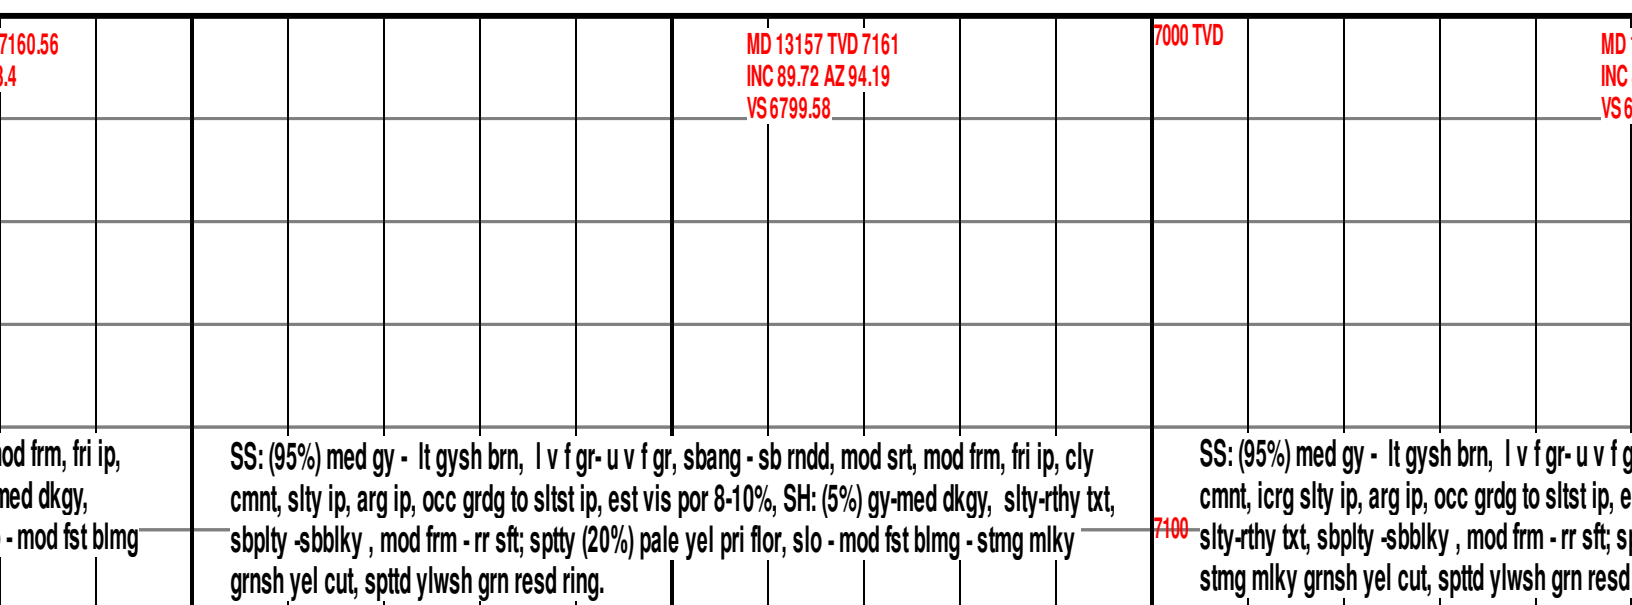 7160.56
3.4
MD 13157 TVD 7161
INC 89.72 AZ 94.19
VS 6799.58
7000 TVD
MD
INC
VS 6
mod frm, fri ip,
med dkgy,
- mod fst blmg
SS: (95%) med gy - lt gysh brn, l v f gr- u v f gr, sbang - sb rndd, mod srt, mod frm, fri ip, cly
cmnt, slty ip, arg ip, occ grdg to sltst ip, est vis por 8-10%, SH: (5%) gy-med dkgy, slty-rthy txt,
sbplty -sbblky , mod frm - rr sft; sptty (20%) pale yel pri flor, slo - mod fst blmg - stmg mlky
grnsh yel cut, spttd ylwsh grn resd ring.
7100
SS: (95%) med gy - lt gysh brn, l v f gr- u v f g
cmnt, icrg slty ip, arg ip, occ grdg to sltst ip, e
slty-rthy txt, sbplty -sbblky , mod frm - rr sft; sp
stmg mlky grnsh yel cut, spttd ylwsh grn resd